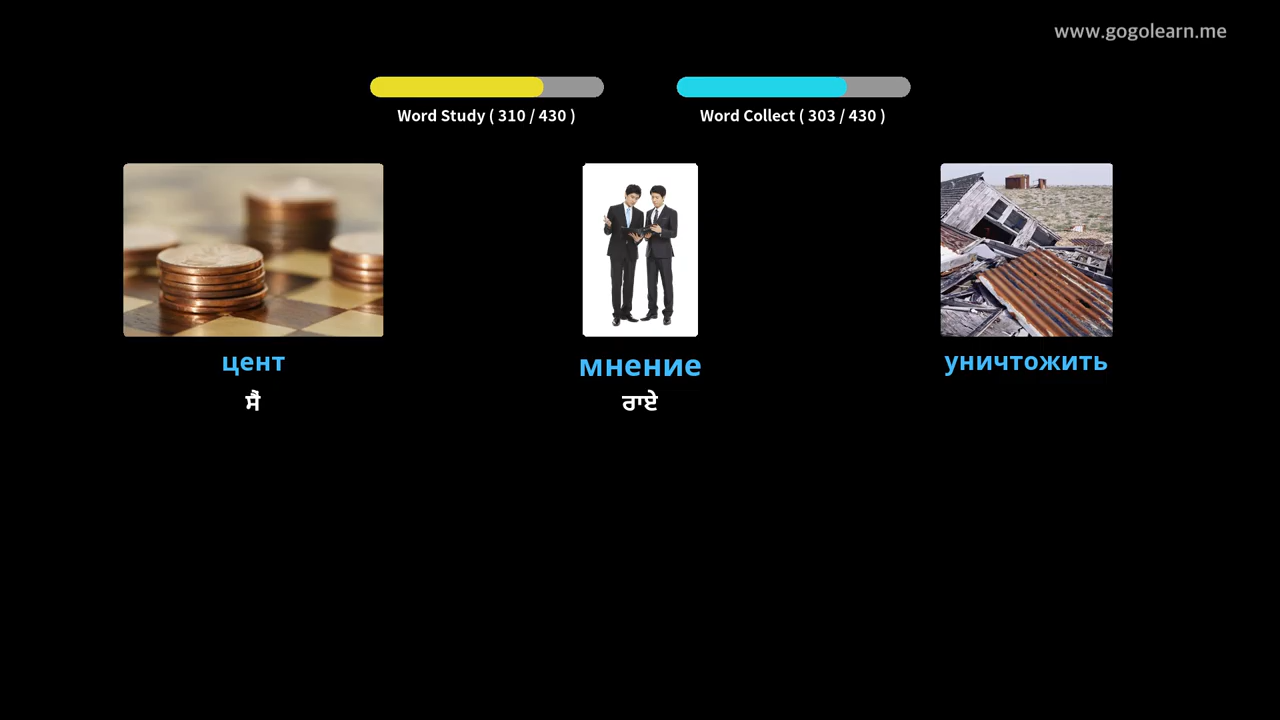 www.gogolearn.me
Word Study ( 310 / 430 )
Word Collect ( 303 / 430 )
цент
мнение
уничтожить
ਸੈਂ
ਰਾਏ